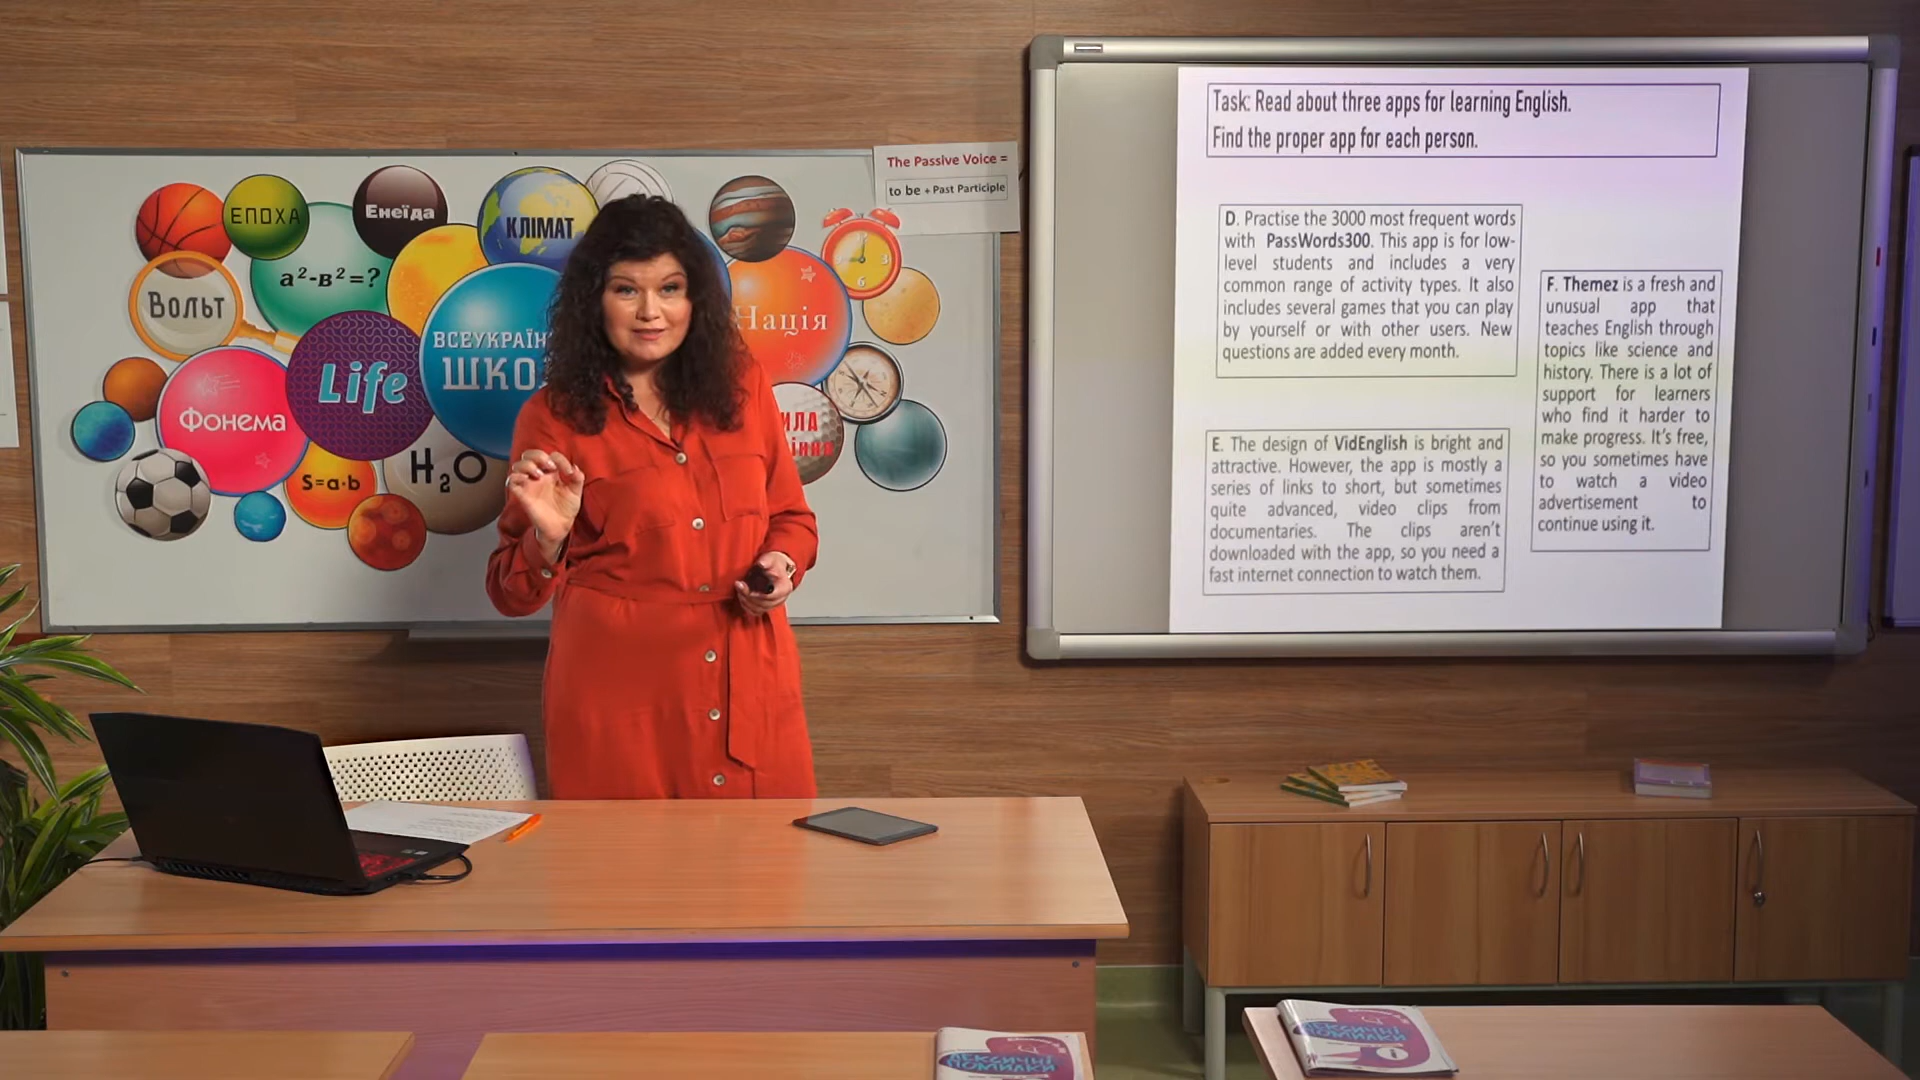 ЕПОХА
Енеїда
КЛІМАТ
а²-в²=?
Вольт
Life
ШКО
Нація
Фонема
S=a·b
H₂O
The Passive Voice =
to be + Past Participle
Task: Read about three apps for learning English.
Find the proper app for each person.
D. Practise the 3000 most frequent words
with PassWords300. This app is for low-
level students and includes a very
common range of activity types. It also
includes several games that you can play
by yourself or with other users. New
questions are added every month.
E. The design of VidEnglish is bright and
attractive. However, the app is mostly a
series of links to short, but sometimes
quite advanced, video clips from
documentaries. The clips aren't
downloaded with the app, so you need a
fast internet connection to watch them.
F. Themez is a fresh and
unusual app that
teaches English through
topics like science and
history. There is a lot of
support for learners
who find it harder to
make progress. It's free,
so you sometimes have
to watch a video
advertisement to
continue using it.
ЛЕКСИЧНІ
ПОМИЛКИ
ЛЕКСИЧНІ
ПОМИЛКИ